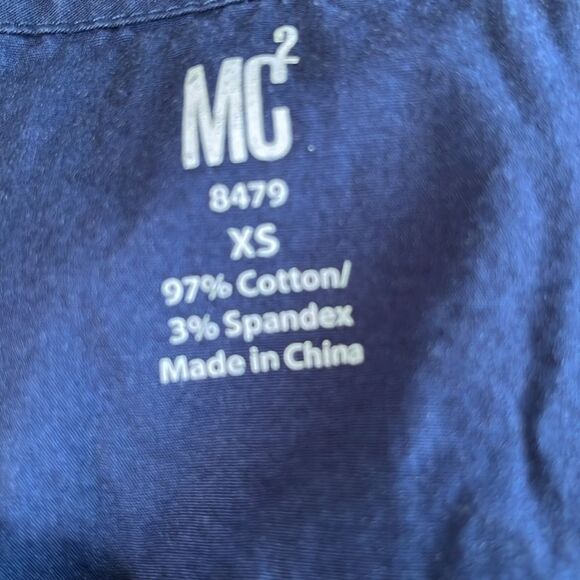 MC²
8479
XS
97% Cotton/
3% Spandex
Made in China